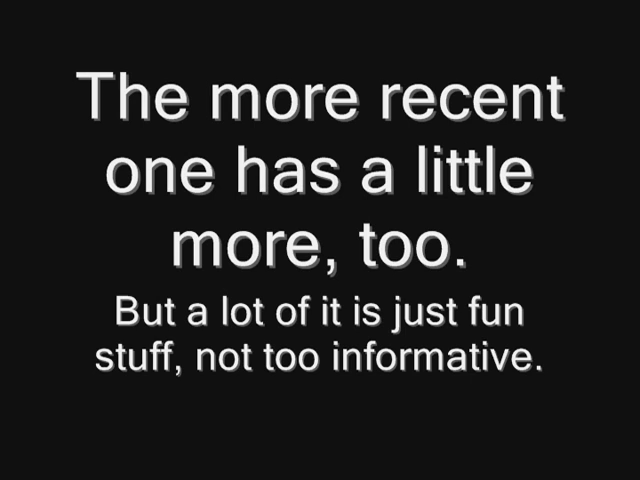 The more recent
one has a little
more, too.
But a lot of it is just fun
stuff, not too informative.